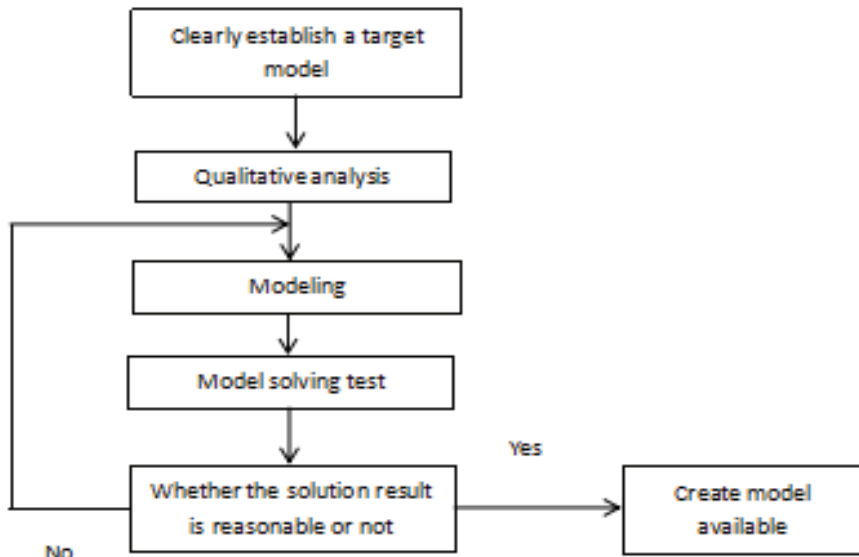 Clearly establish a target
model
Qualitative analysis
Modeling
Model solving test
Yes
Whether the solution result
is reasonable or not
Create model
available
No